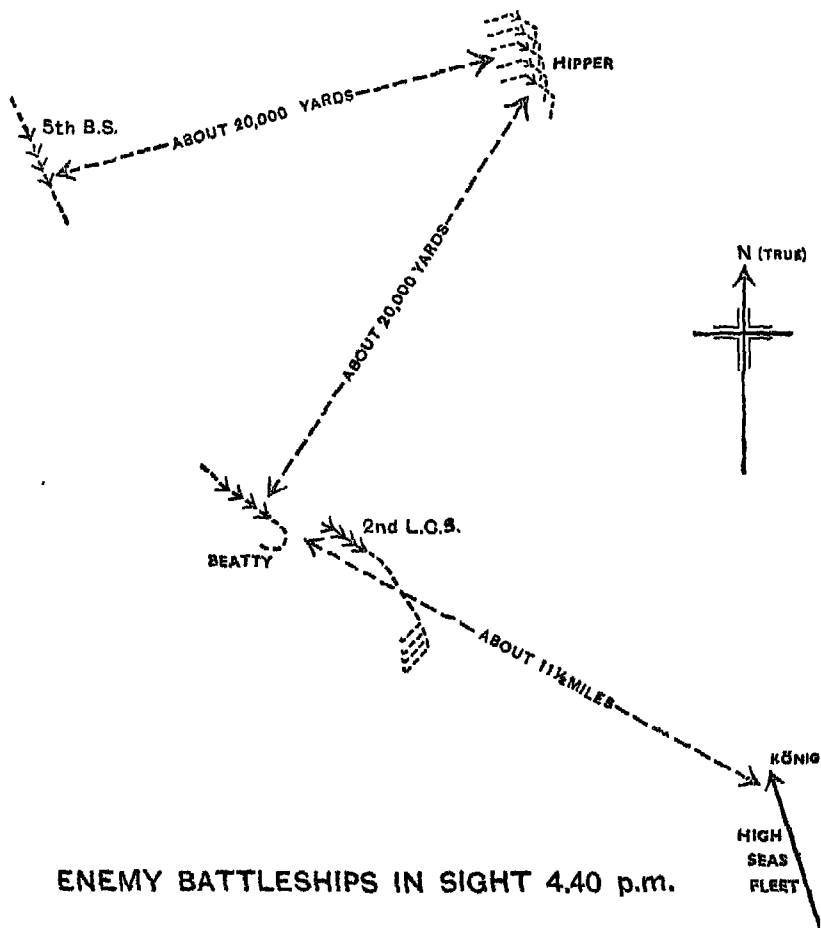 HIPPER
5th B.S.
ABOUT 20,000 YARDS
N (TRUE)
ABOUT 20,000 YARDS
2nd L.C.S.
BEATTY
ABOUT 11½ MILES
KÖNIG
HIGH
SEAS
FLEET
ENEMY BATTLESHIPS IN SIGHT 4.40 p.m.